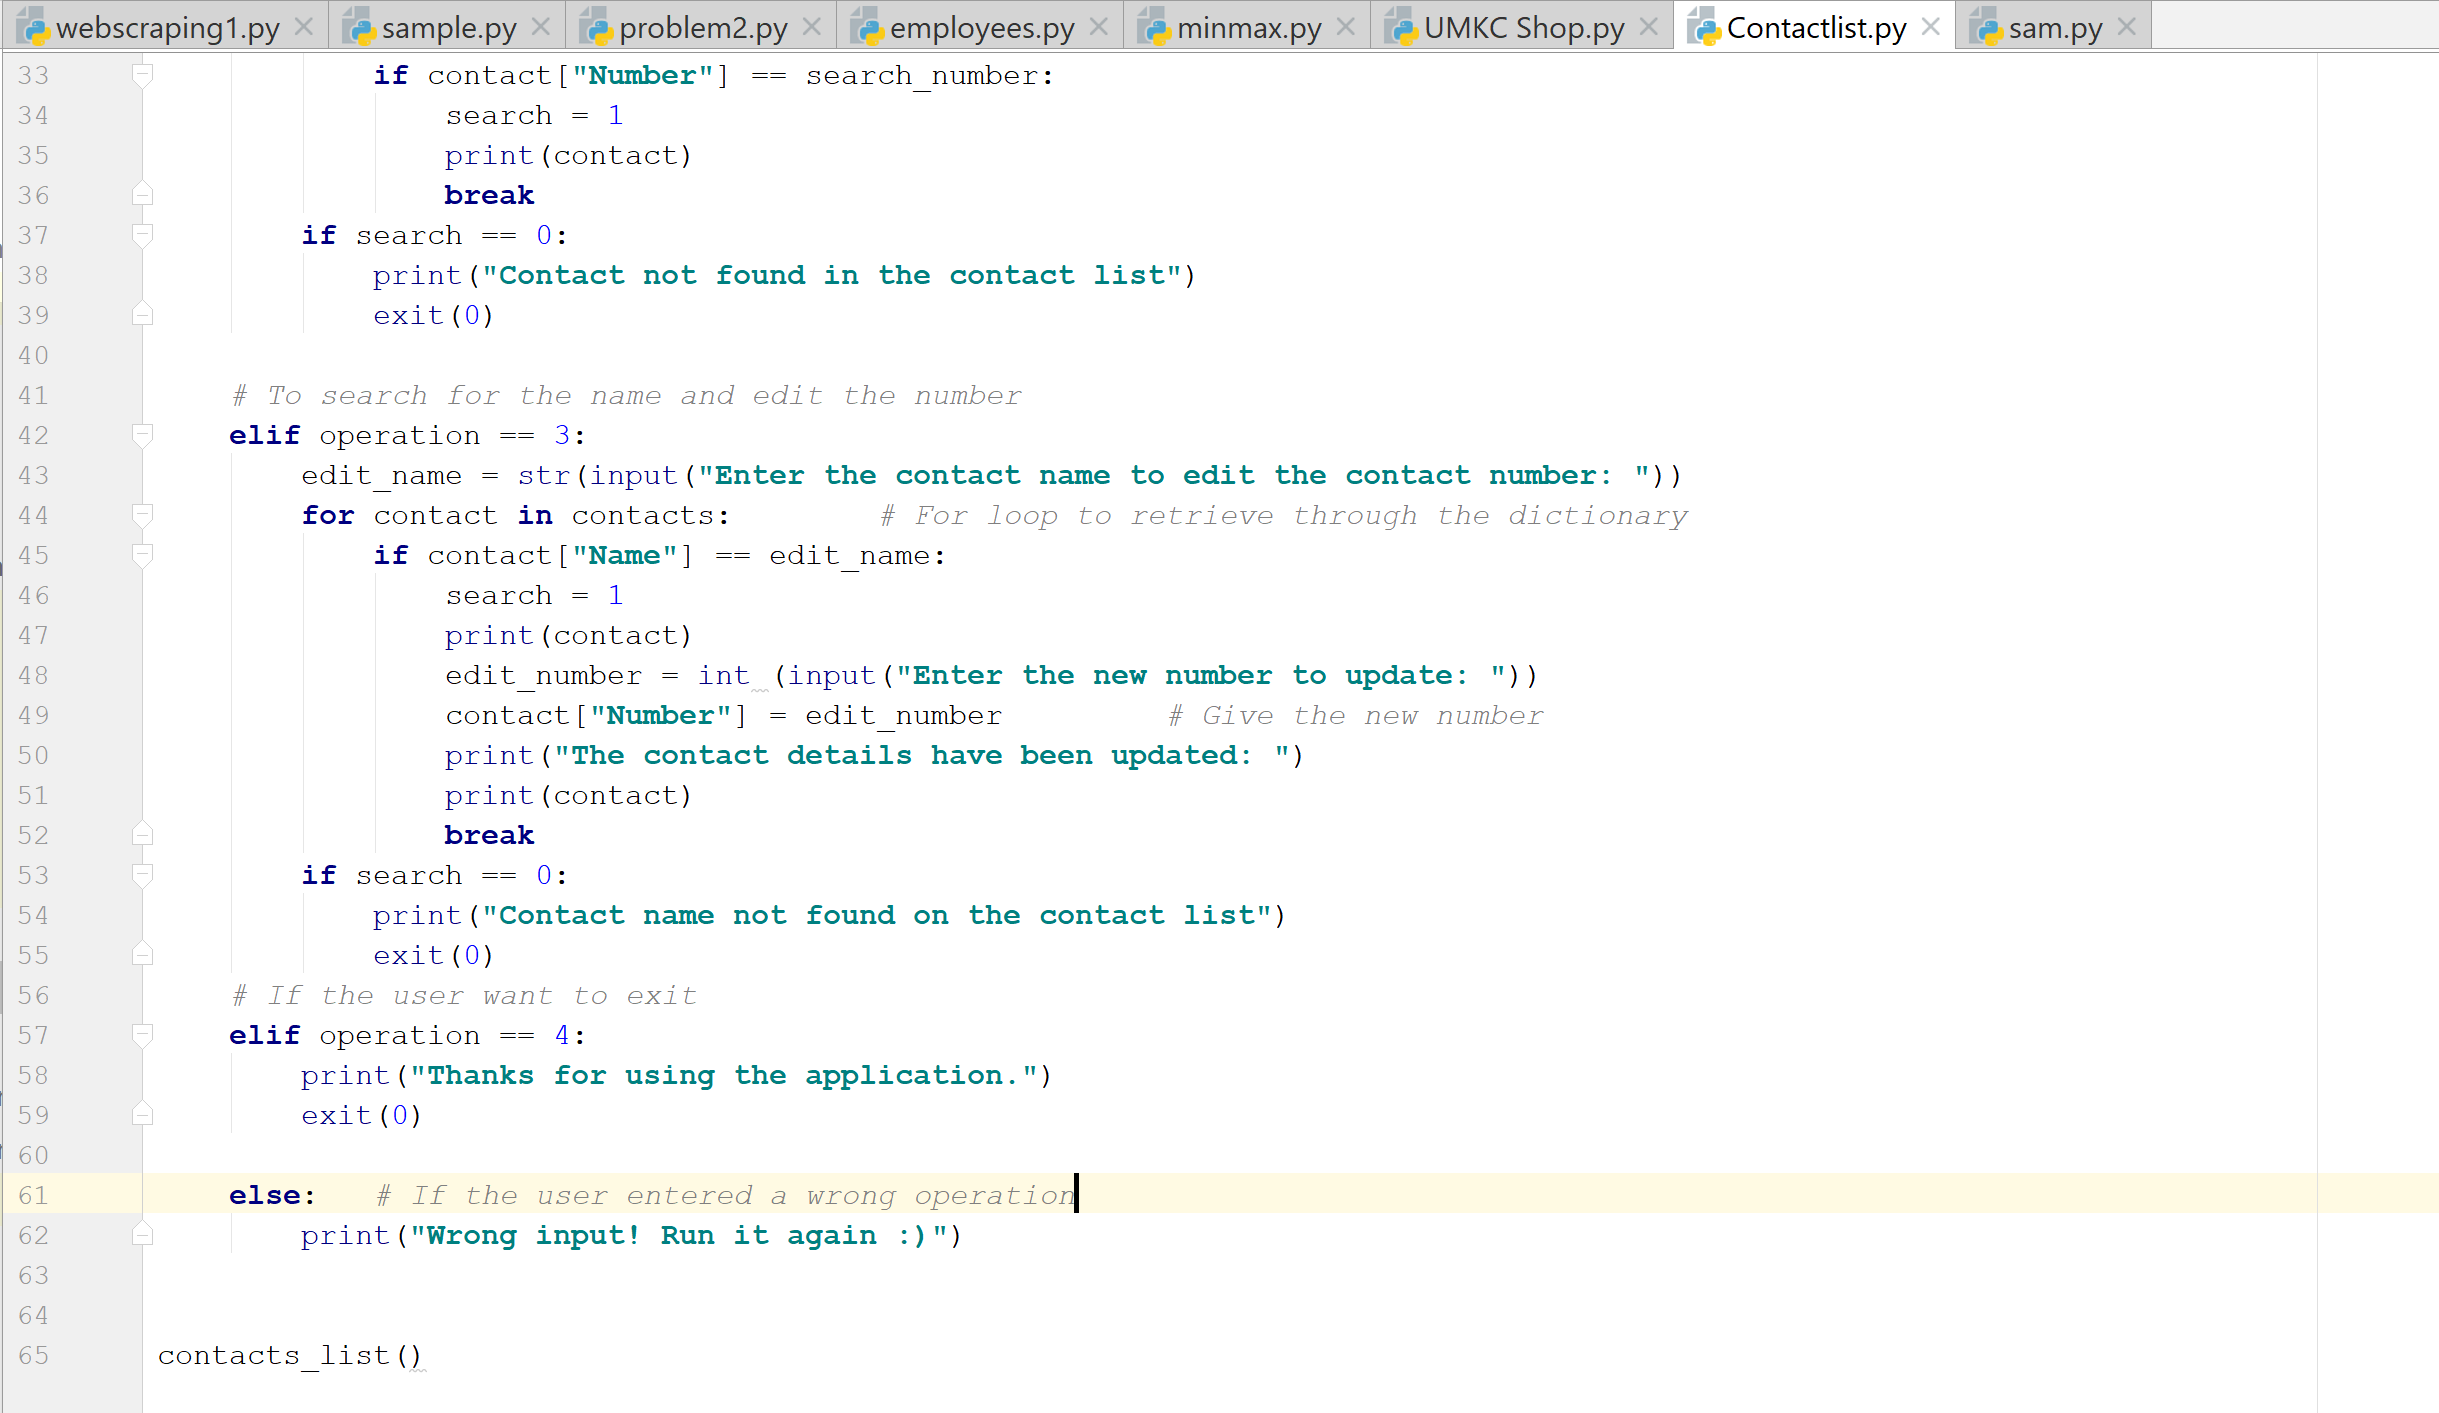 webscraping1.py sample.py problem2.py employees.py minmax.py UMKC Shop.py Contactlist.py sam.py
33 if contact["Number"] == search_number:
34 search = 1
35 print(contact)
36 break
37 if search == 0:
38 print("Contact not found in the contact list")
39 exit(0)
40
41 # To search for the name and edit the number
42 elif operation == 3:
43 edit_name = str(input("Enter the contact name to edit the contact number: "))
44 for contact in contacts: # For loop to retrieve through the dictionary
45 if contact["Name"] == edit_name:
46 search = 1
47 print(contact)
48 edit_number = int (input("Enter the new number to update: "))
49 contact["Number"] = edit_number # Give the new number
50 print("The contact details have been updated: ")
51 print(contact)
52 break
53 if search == 0:
54 print("Contact name not found on the contact list")
55 exit(0)
56 # If the user want to exit
57 elif operation == 4:
58 print("Thanks for using the application.")
59 exit(0)
60
61 else: # If the user entered a wrong operation
62 print("Wrong input! Run it again :)")
63
64
65 contacts_list()